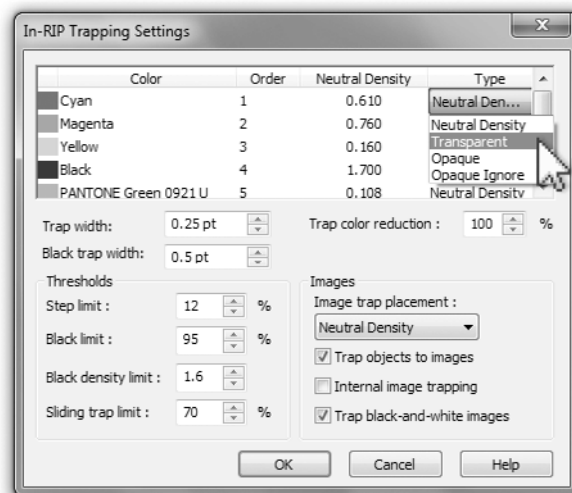 In-RIP Trapping Settings
Color Order Neutral Density Type
Cyan 1 0.610 Neutral Den...
Magenta 2 0.760 Neutral Density
Yellow 3 0.160 Transparent
Black 4 1.700 Opaque
Opaque Ignore
PANTONE Green 0921 U 5 0.108 Neutral Density
Trap width: 0.25 pt Trap color reduction : 100 %
Black trap width: 0.5 pt
Thresholds Images
Step limit : 12 % Image trap placement :
Neutral Density
Black limit : 95 %
Trap objects to images
Black density limit : 1.6 Internal image trapping
Sliding trap limit : 70 % Trap black-and-white images
OK Cancel Help